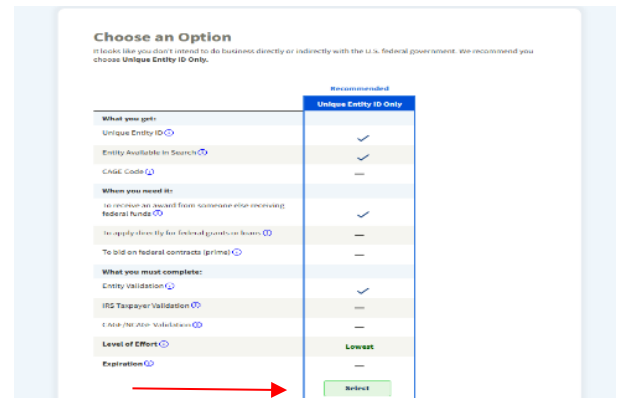 Choose an Option
It looks like you don't intend to do business directly or indirectly with the U.S. federal government. We recommend you
choose Unique Entity ID Only.
Recommended
Unique Entity ID Only
What you get:
Unique Entity ID
Entity Available In Search
CAGE Code
When you need it:
To receive an award from someone else receiving
federal funds
To apply directly for federal grants or loans
To bid on federal contracts (prime)
What you must complete:
Entity Validation
IRS Taxpayer Validation
CAGE/NCAGE Validation
Level of Effort
Lowest
Expiration
Select